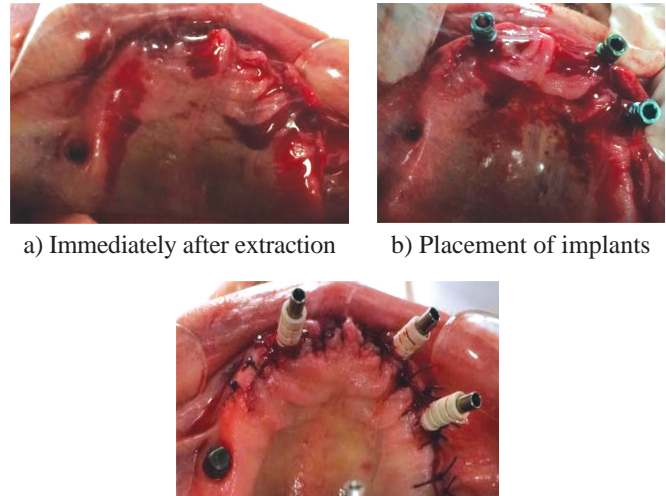 a) Immediately after extraction
b) Placement of implants